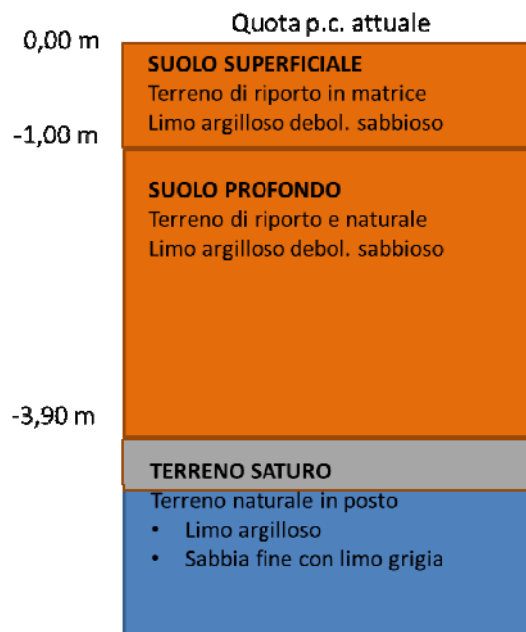 Quota p.c. attuale
0,00 m
SUOLO SUPERFICIALE
Terreno di riporto in matrice
Limo argilloso debol. sabbioso
-1,00 m
SUOLO PROFONDO
Terreno di riporto e naturale
Limo argilloso debol. sabbioso
-3,90 m
TERRENO SATURO
Terreno naturale in posto
• Limo argilloso
• Sabbia fine con limo grigia